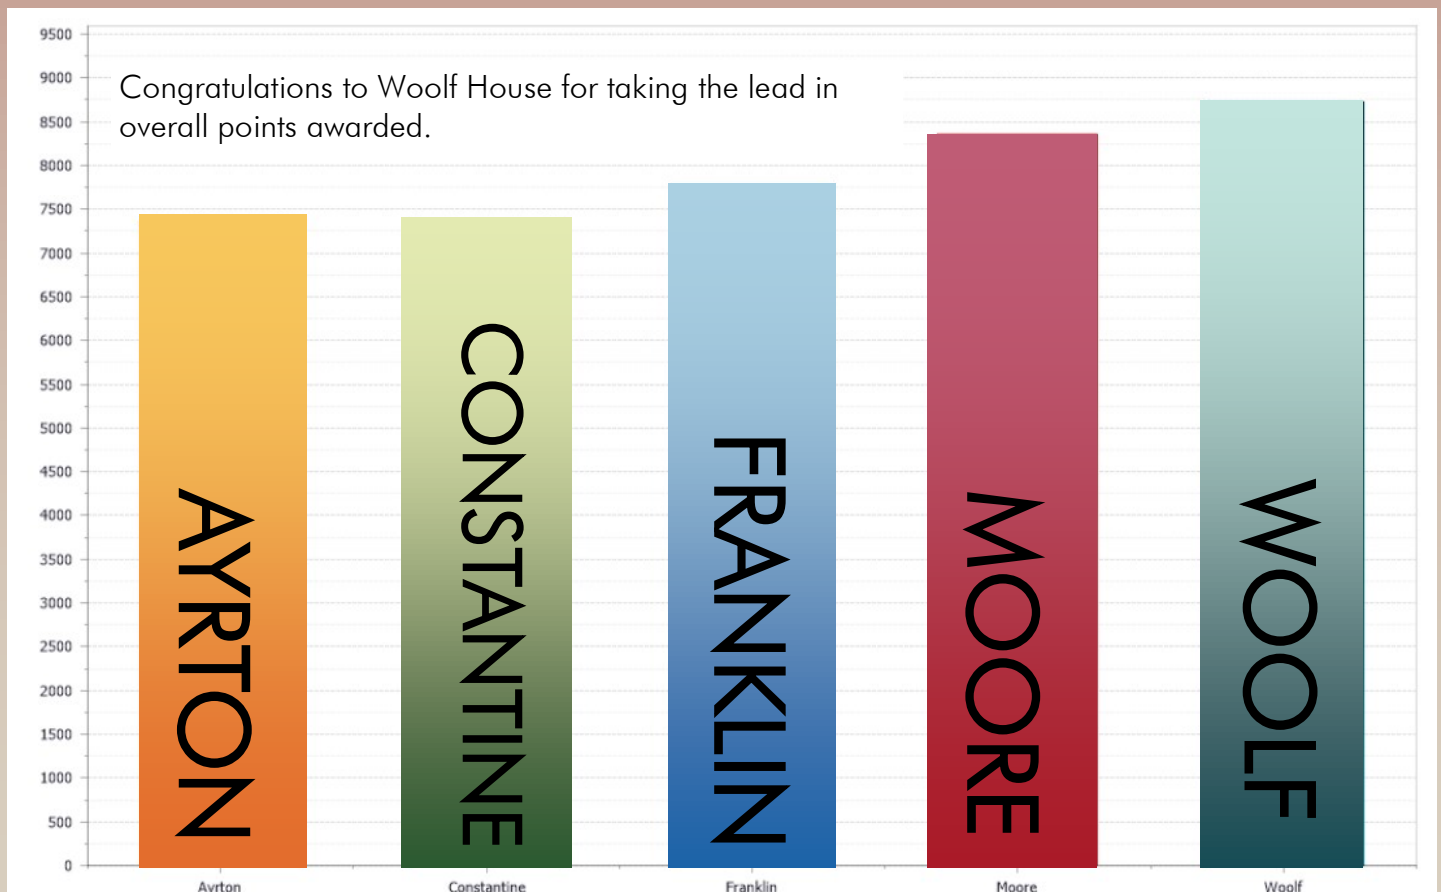 9500
9000
8500
8000
7500
7000
6500
6000
5500
5000
4500
4000
3500
3000
2500
2000
1500
1000
500
0
Congratulations to Woolf House for taking the lead in
overall points awarded.
AYRTON
CONSTANTINE
FRANKLIN
MOORE
WOOLF
Ayrton Constantine Franklin Moore Woolf